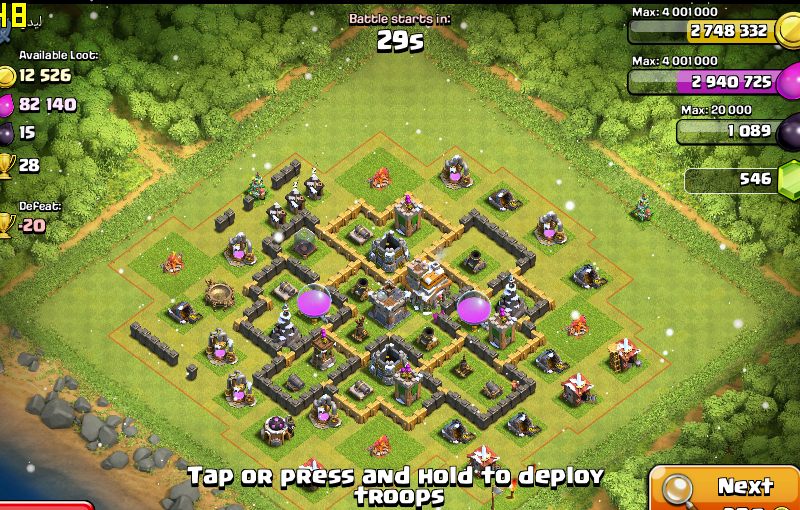 Battle starts in:
29s
Available Loot:
12 526
82 140
15
28
Defeat:
-20
Max: 4 001 000
2 748 332
Max: 4 001 000
2 940 725
Max: 20 000
1 089
546
Tap or press and hold to deploy
troops
Next